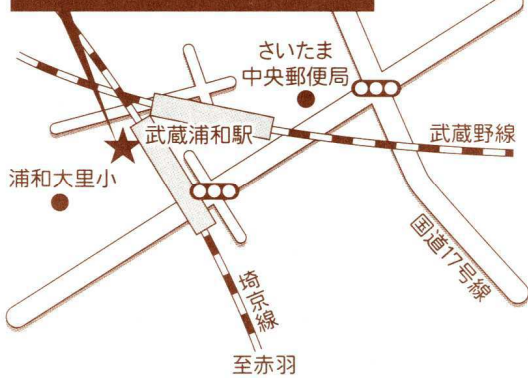 さいたま
中央郵便局
武蔵浦和駅
武蔵野線
浦和大里小
国道17号線
埼京線
至赤羽